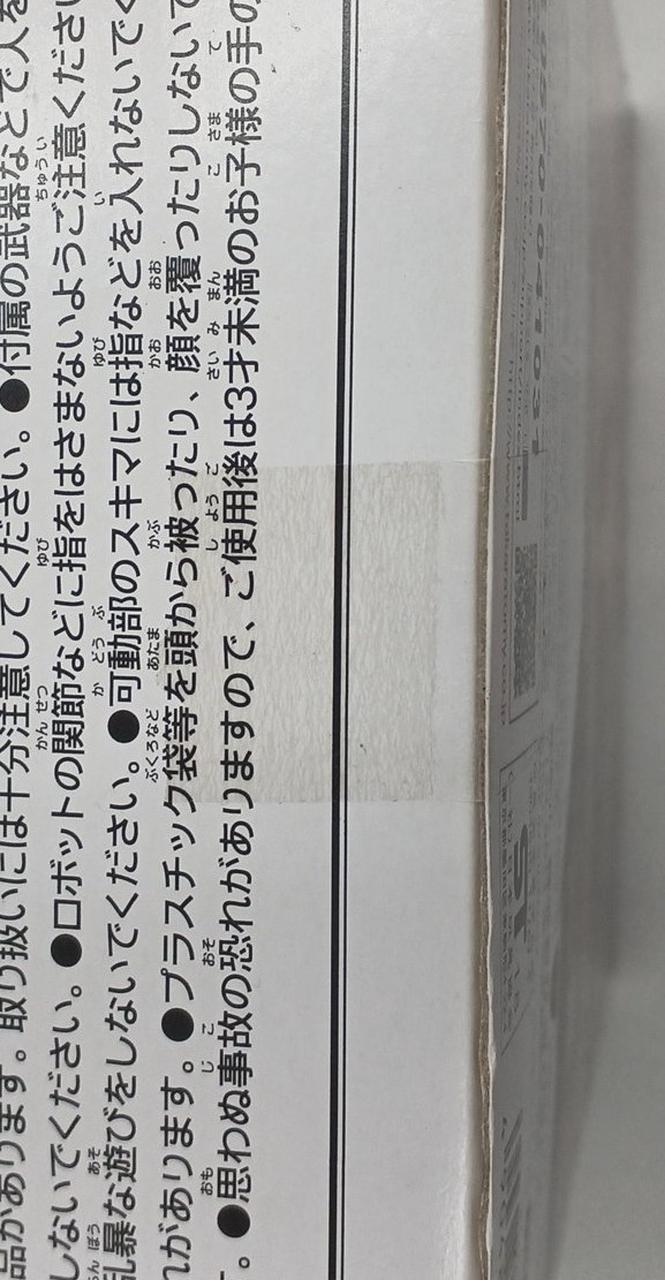 品があります。取り扱いには十分注意してください。●付属の武器などで人を
しないでください。●ロボットの関節などに指をはさまないようご注意ください
乱暴な遊びをしないでください。●可動部のスキマには指などを入れないでく
れがあります。●プラスチック袋等を頭から被ったり、顔を覆ったりしないで
す。●思わぬ事故の恐れがありますので、ご使用後は3才未満のお子様の手の
0570-041031
15